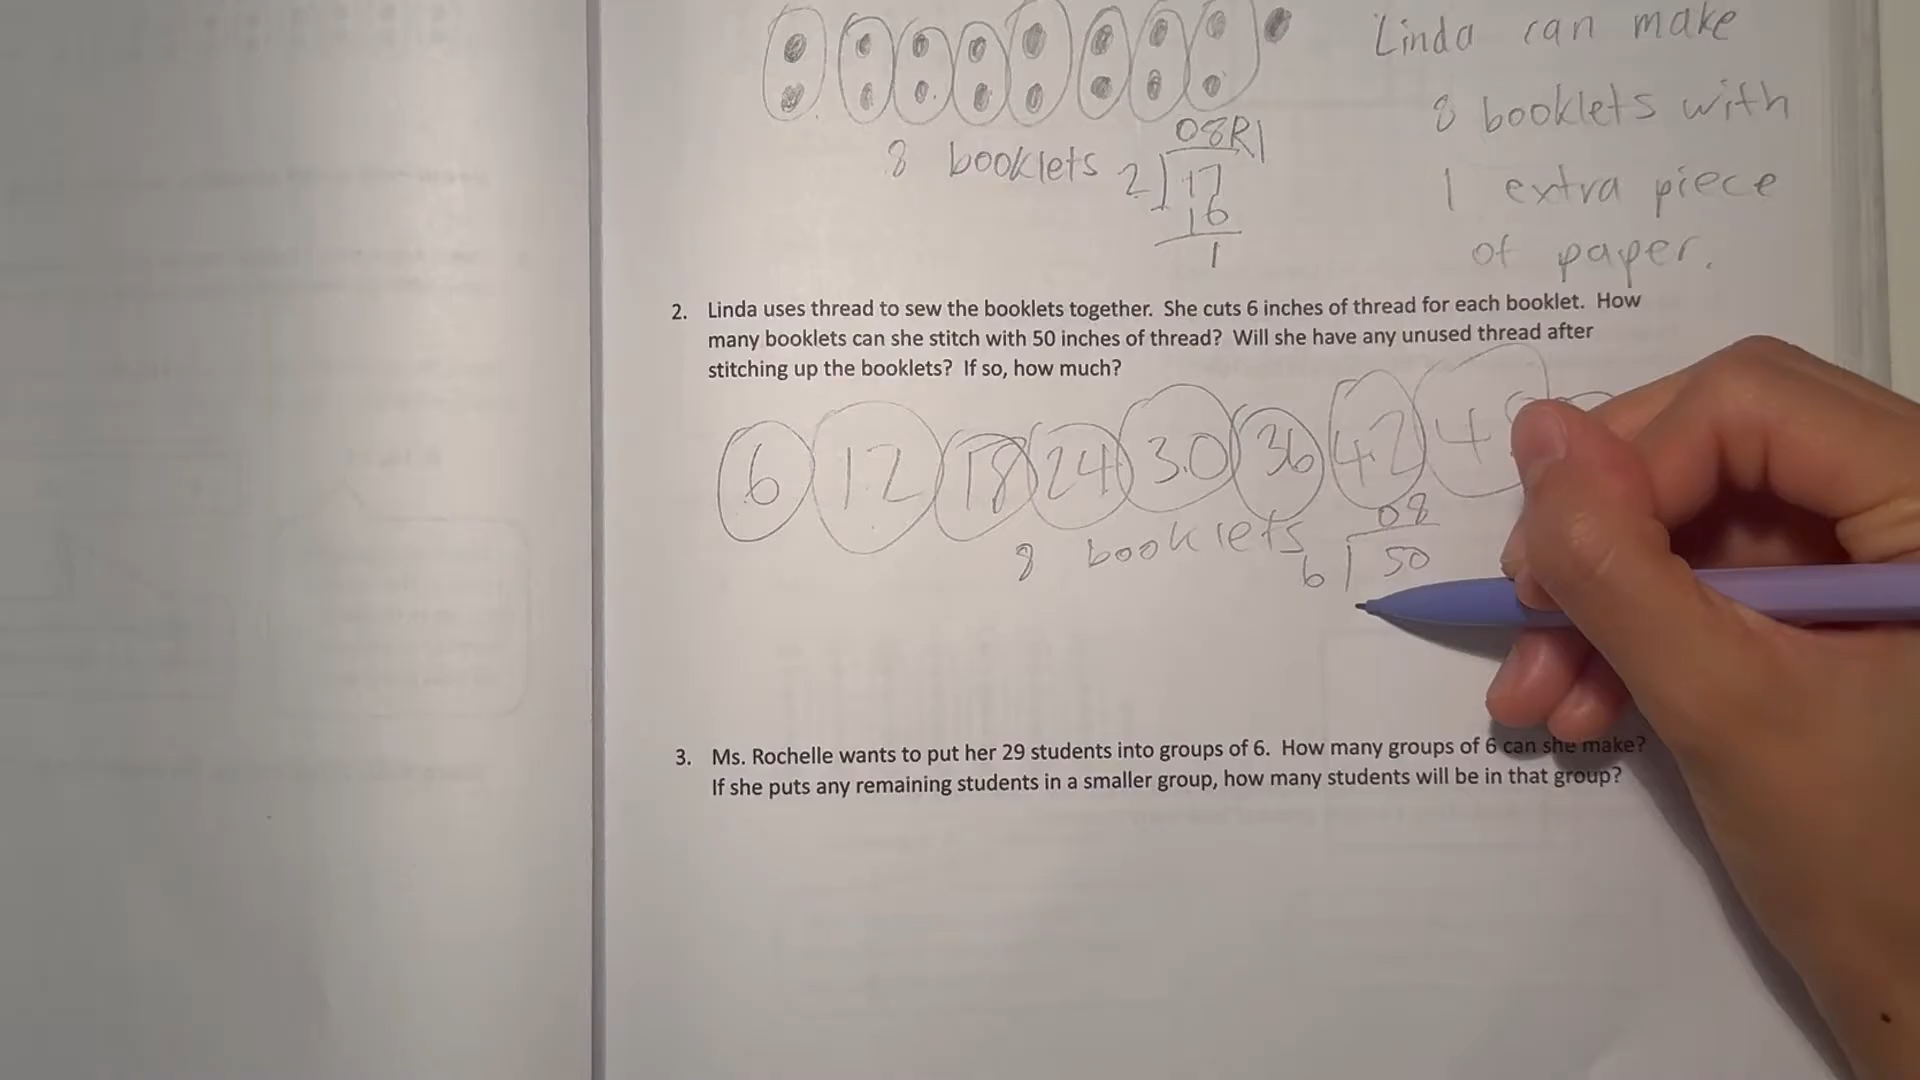 Linda can make
8 booklets with
1 extra piece
of paper.
8 booklets
08R1
2 17
16
1
2. Linda uses thread to sew the booklets together. She cuts 6 inches of thread for each booklet. How
many booklets can she stitch with 50 inches of thread? Will she have any unused thread after
stitching up the booklets? If so, how much?
6 12 18 24 30 36 42
8 booklets
08
6 50
3. Ms. Rochelle wants to put her 29 students into groups of 6. How many groups of 6 can she make?
If she puts any remaining students in a smaller group, how many students will be in that group?